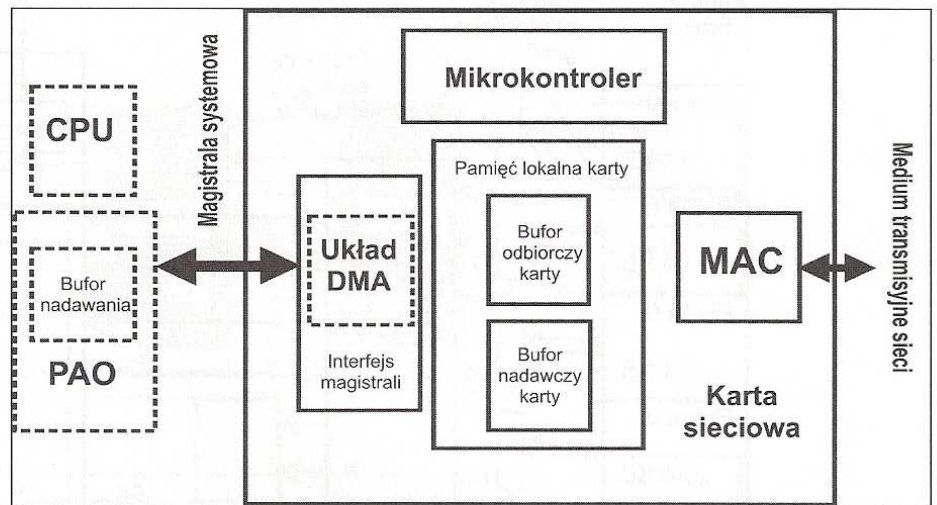 CPU
Bufor
nadawania
PAO
Magistrala systemowa
Mikrokontroler
Układ
DMA
Interfejs
magistrali
Pamięć lokalna karty
Bufor
odbiorczy
karty
Bufor
nadawczy
karty
MAC
Karta
sieciowa
Medium transmisyjne sieci